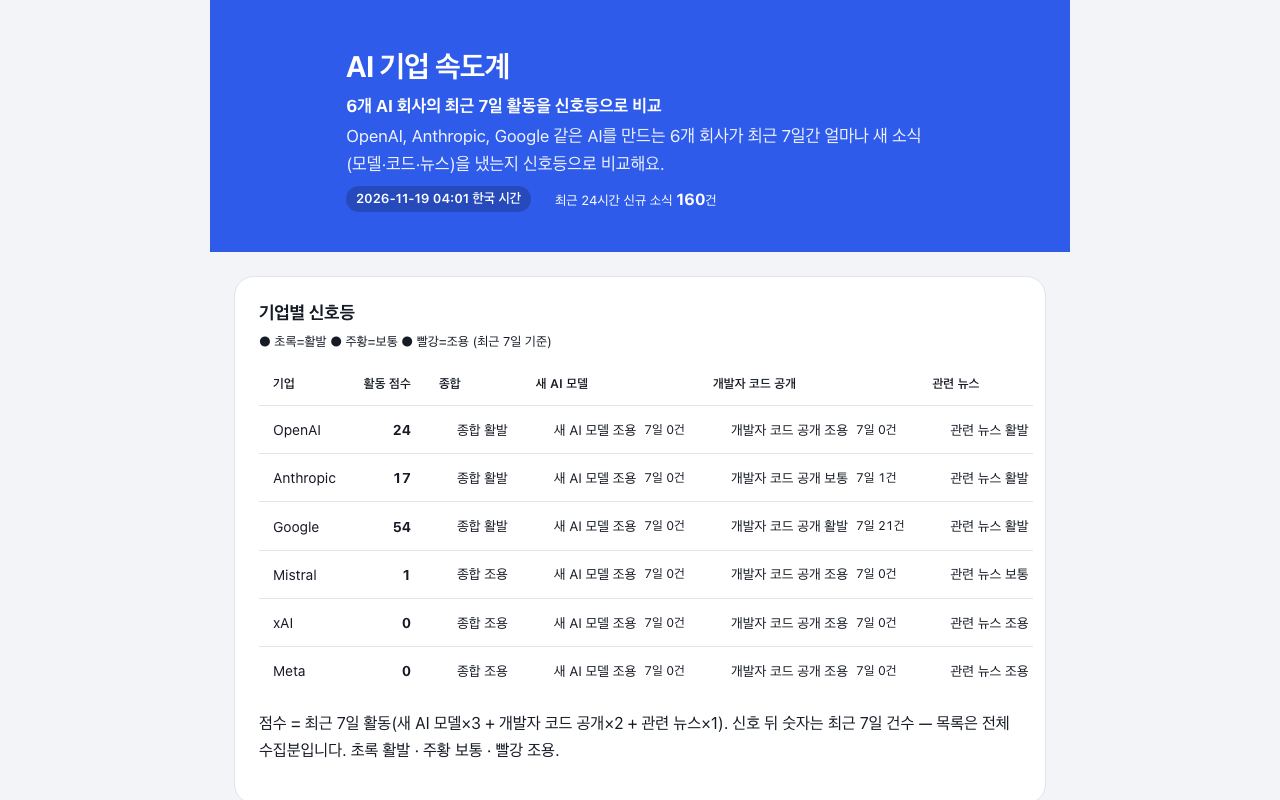 AI 기업 속도계
6개 AI 회사의 최근 7일 활동을 신호등으로 비교
OpenAI, Anthropic, Google 같은 AI를 만드는 6개 회사가 최근 7일간 얼마나 새 소식
(모델·코드·뉴스)을 냈는지 신호등으로 비교해요.
2026-11-19 04:01 한국 시간 최근 24시간 신규 소식 160건
기업별 신호등
● 초록=활발 ● 주황=보통 ● 빨강=조용 (최근 7일 기준)
기업 활동 점수 종합 새 AI 모델 개발자 코드 공개 관련 뉴스
OpenAI 24 종합 활발 새 AI 모델 조용 7일 0건 개발자 코드 공개 조용 7일 0건 관련 뉴스 활발
Anthropic 17 종합 활발 새 AI 모델 조용 7일 0건 개발자 코드 공개 보통 7일 1건 관련 뉴스 활발
Google 54 종합 활발 새 AI 모델 조용 7일 0건 개발자 코드 공개 활발 7일 21건 관련 뉴스 활발
Mistral 1 종합 조용 새 AI 모델 조용 7일 0건 개발자 코드 공개 조용 7일 0건 관련 뉴스 보통
xAI 0 종합 조용 새 AI 모델 조용 7일 0건 개발자 코드 공개 조용 7일 0건 관련 뉴스 조용
Meta 0 종합 조용 새 AI 모델 조용 7일 0건 개발자 코드 공개 조용 7일 0건 관련 뉴스 조용
점수 = 최근 7일 활동(새 AI 모델×3 + 개발자 코드 공개×2 + 관련 뉴스×1). 신호 뒤 숫자는 최근 7일 건수 — 목록은 전체
수집분입니다. 초록 활발 · 주황 보통 · 빨강 조용.